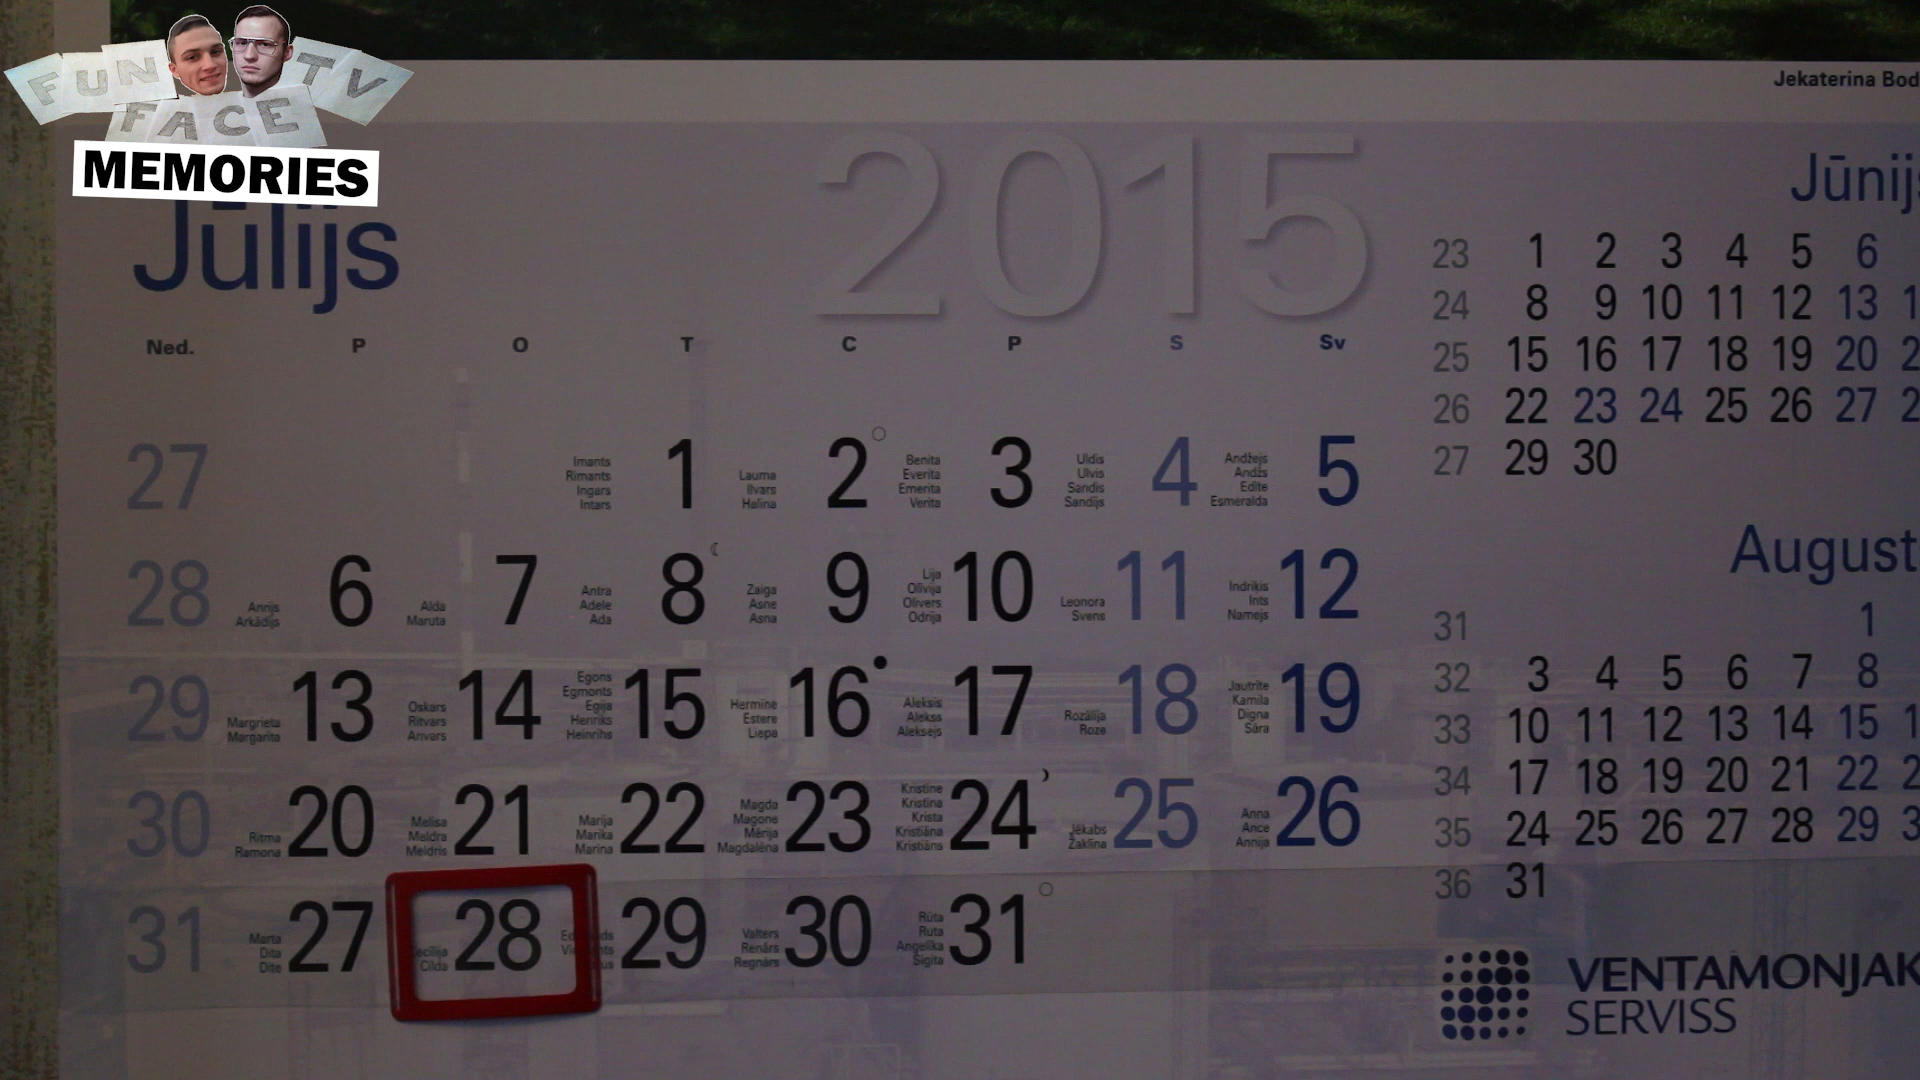 FUN TV
FACE
MEMORIES
Jekaterina Bod
Jūlijs
2015
Ned. P O T C P S Sv
27 Imants Rimants Ingars Intars 1 Lauma Ilvars Halina 2 Benita Everita Emerita Verita 3 Uldis Ulvis Sandis Sandijs 4 Andžejs Andžs Edīte Esmeralda 5
28 Anrijs Arkādijs 6 Alda Maruta 7 Antra Adele Ada 8 Zaiga Asne Asna 9 Lija Olīvija Olivers Odrija 10 Leonora Svens 11 Indriķis Ints Namejs 12
29 Margrieta Margarita 13 Oskars Ritvars Anvars 14 Egons Egmonts Egija Henriks Heinrihs 15 Hermīne Estere Liepa 16 Aleksis Alekss Aleksejs 17 Rozālija Roze 18 Jautrīte Kamila Digna Sāra 19
30 Ritma Ramona 20 Melisa Meldra Meldris 21 Marija Marika Marina 22 Magda Magone Mērija Magdalēna 23 Kristīne Kristina Krista Kristiāna Kristiāns 24 Jēkabs Žaklīna 25 Anna Ance Annija 26
31 Marta Dita Dite 27 Cilda 28 29 Valters Renārs Regnārs 30 Rūta Ruta Angelika Sigita 31
Jūnijs
23 1 2 3 4 5 6
24 8 9 10 11 12 13 1
25 15 16 17 18 19 20 2
26 22 23 24 25 26 27 2
27 29 30
August
31 1
32 3 4 5 6 7 8
33 10 11 12 13 14 15 1
34 17 18 19 20 21 22 2
35 24 25 26 27 28 29 3
36 31
VENTAMONJAK
SERVISS